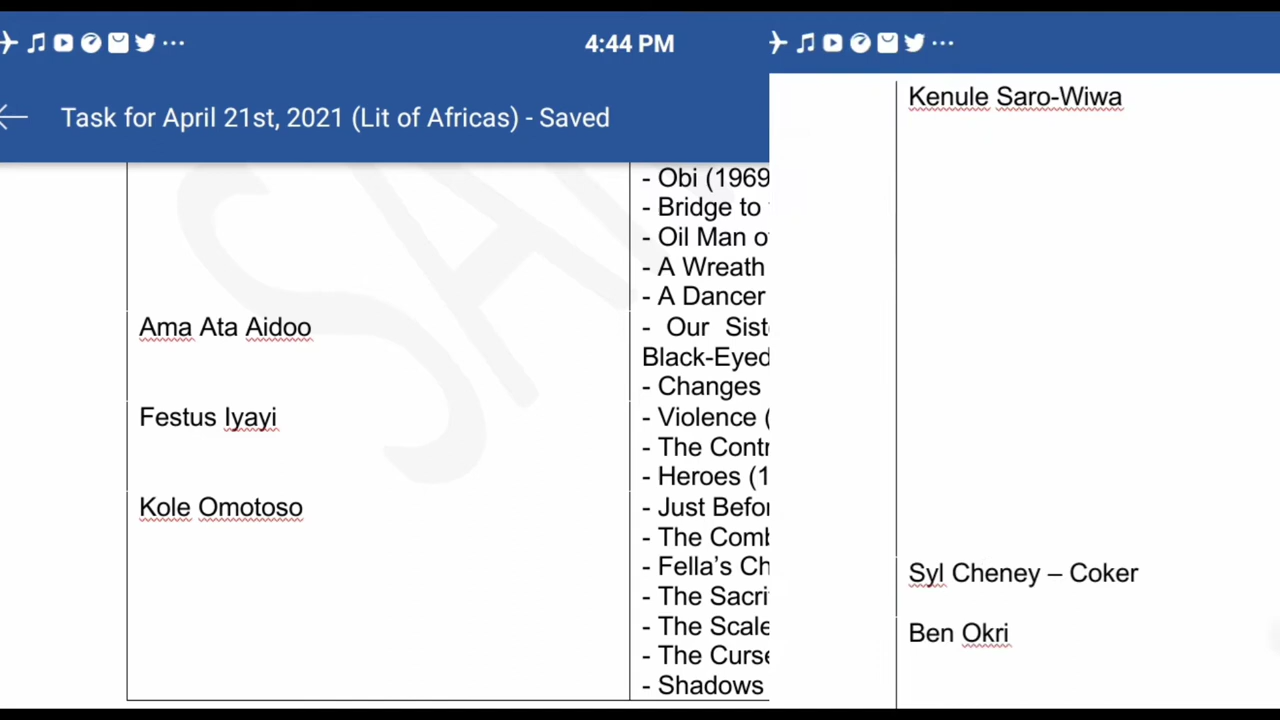 4:44 PM
Task for April 21st, 2021 (Lit of Africas) - Saved
- Obi (1969
- Bridge to
- Oil Man o
- A Wreath
- A Dancer
Ama Ata Aidoo
- Our Sist
Black-Eyed
- Changes
Festus Iyayi
- Violence (
- The Cont
- Heroes (1
Kole Omotoso
- Just Befo
- The Comb
- Fella's Ch
- The Sacri
- The Scale
- The Curse
- Shadows
Kenule Saro-Wiwa
Syl Cheney – Coker
Ben Okri